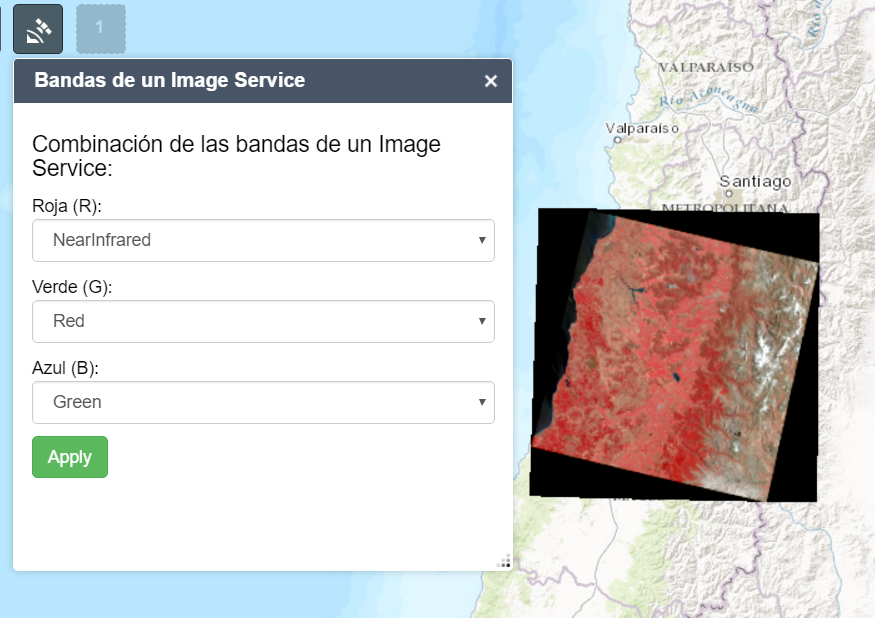 1
Bandas de un Image Service
×
Combinación de las bandas de un Image
Service:
Roja (R):
NearInfrared
Verde (G):
Red
Azul (B):
Green
Apply
VALPARAÍSO
Río Aconcagua
Valparaíso
Santiago
METROPOLITANA